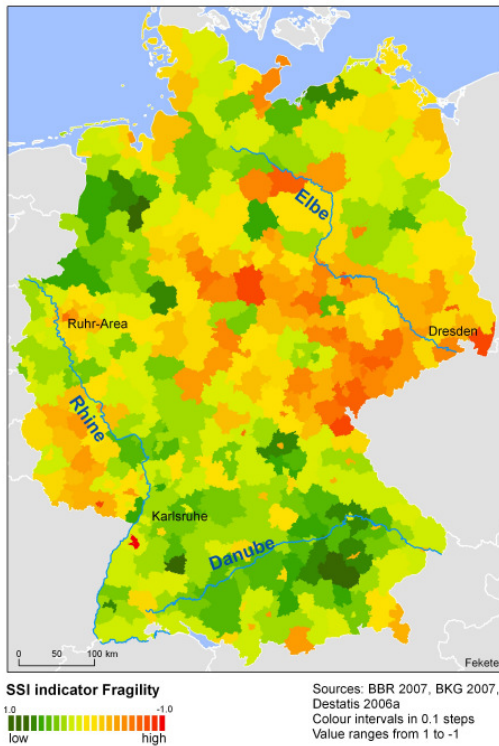 Elbe
Ruhr-Area
Dresden
Rhine
Karlsruhe
Danube
0 50 100 km
Fekete
SSI indicator Fragility
1.0 -1.0
low high
Sources: BBR 2007, BKG 2007,
Destatis 2006a
Colour intervals in 0.1 steps
Value ranges from 1 to -1